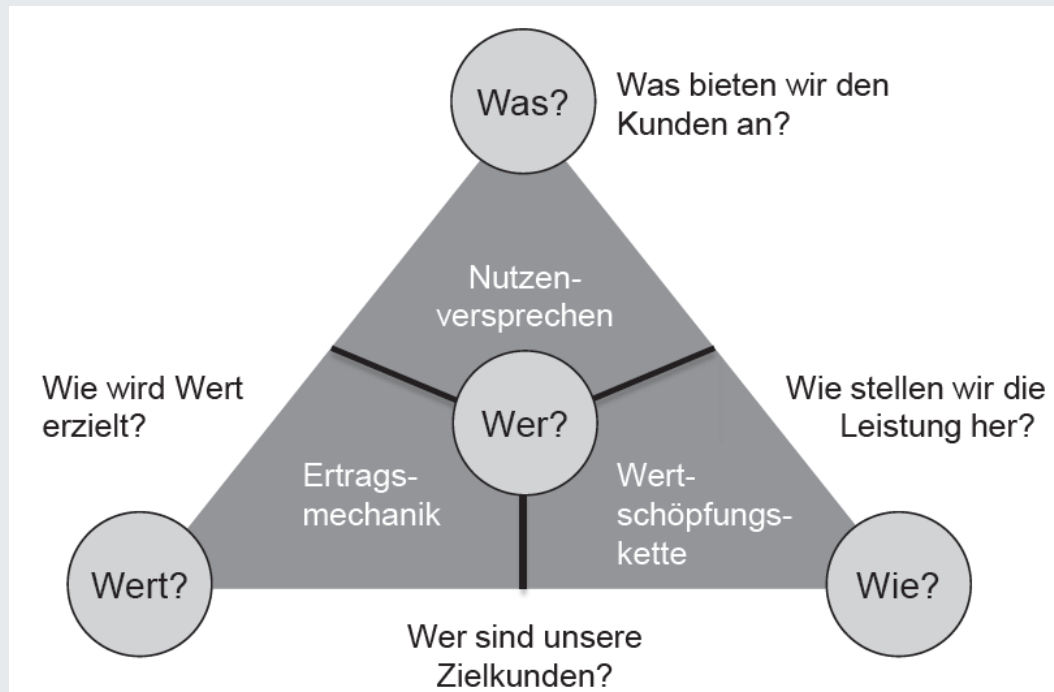 Was?
Was bieten wir den
Kunden an?
Nutzen-
versprechen
Wie wird Wert
erzielt?
Wer?
Wie stellen wir die
Leistung her?
Ertrags-
mechanik
Wert-
schöpfungs-
kette
Wert?
Wie?
Wer sind unsere
Zielkunden?